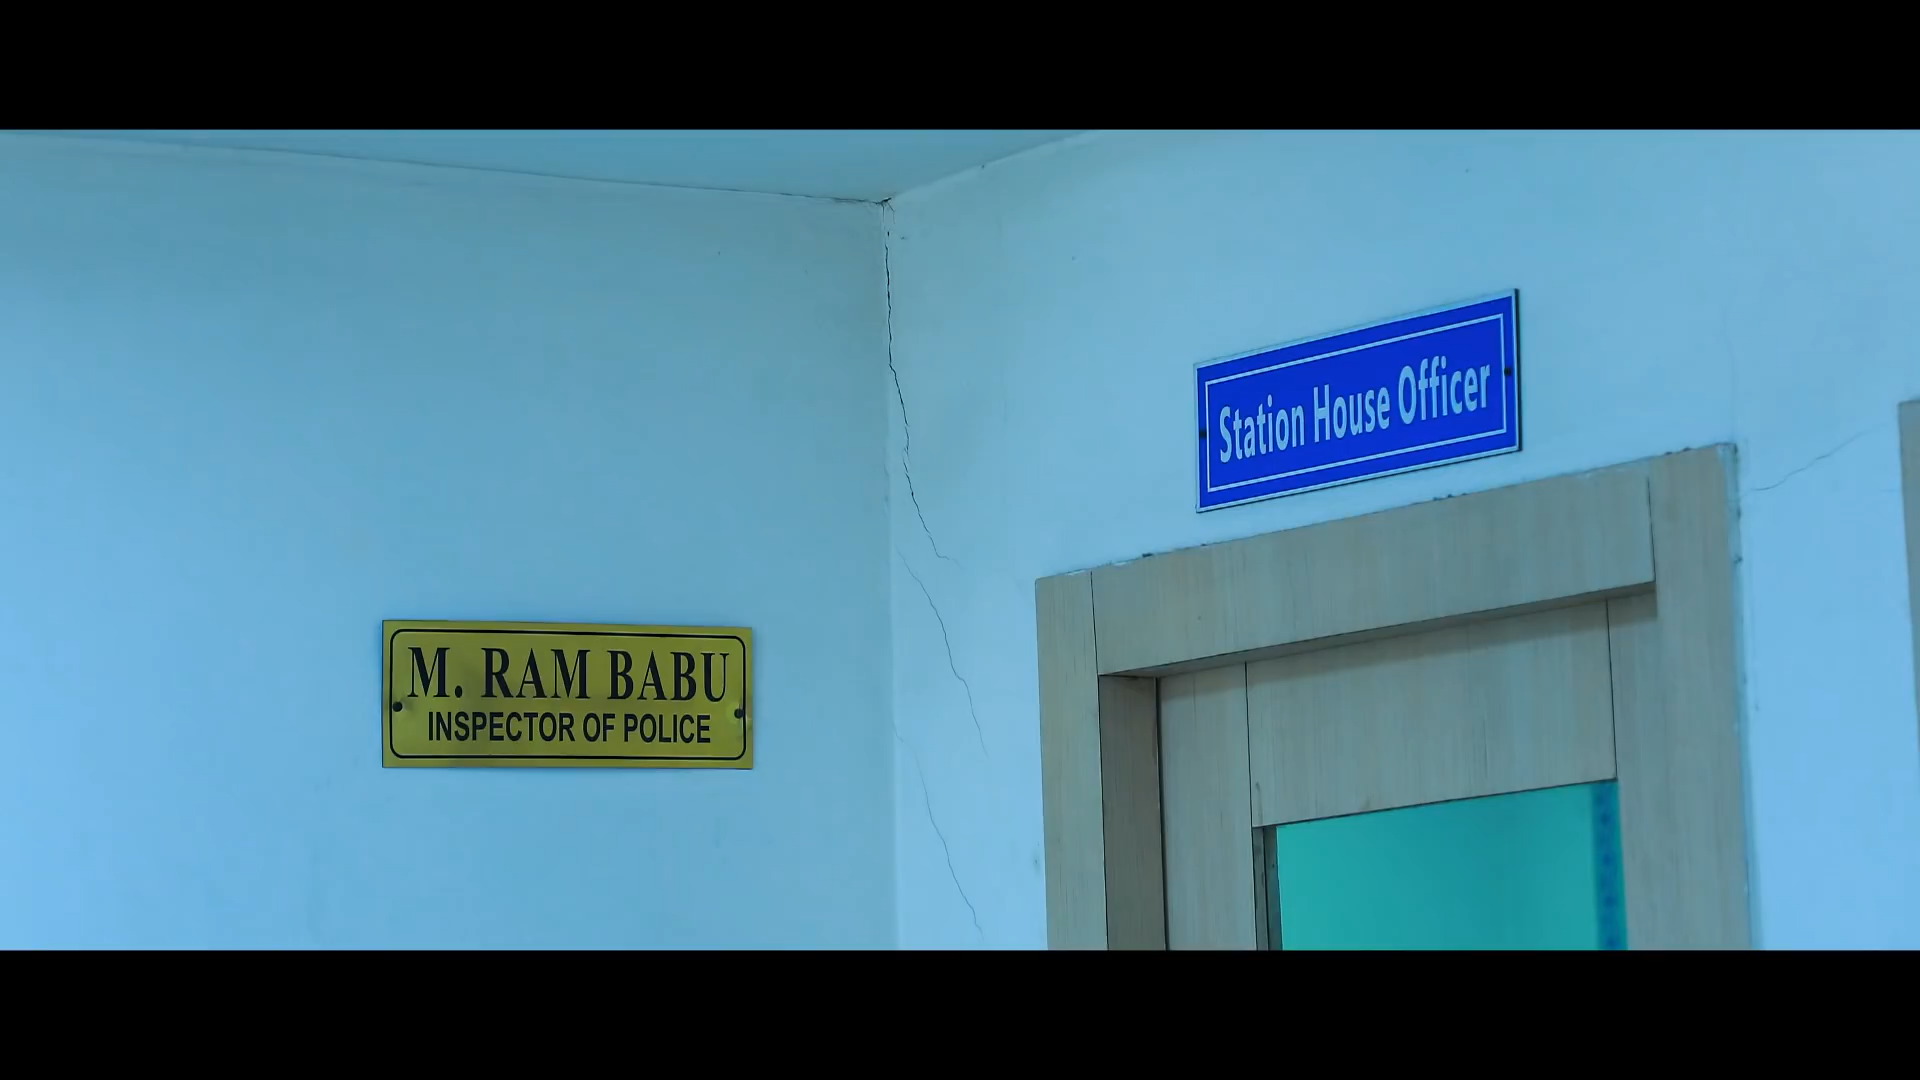 M. RAM BABU
INSPECTOR OF POLICE
Station House Officer